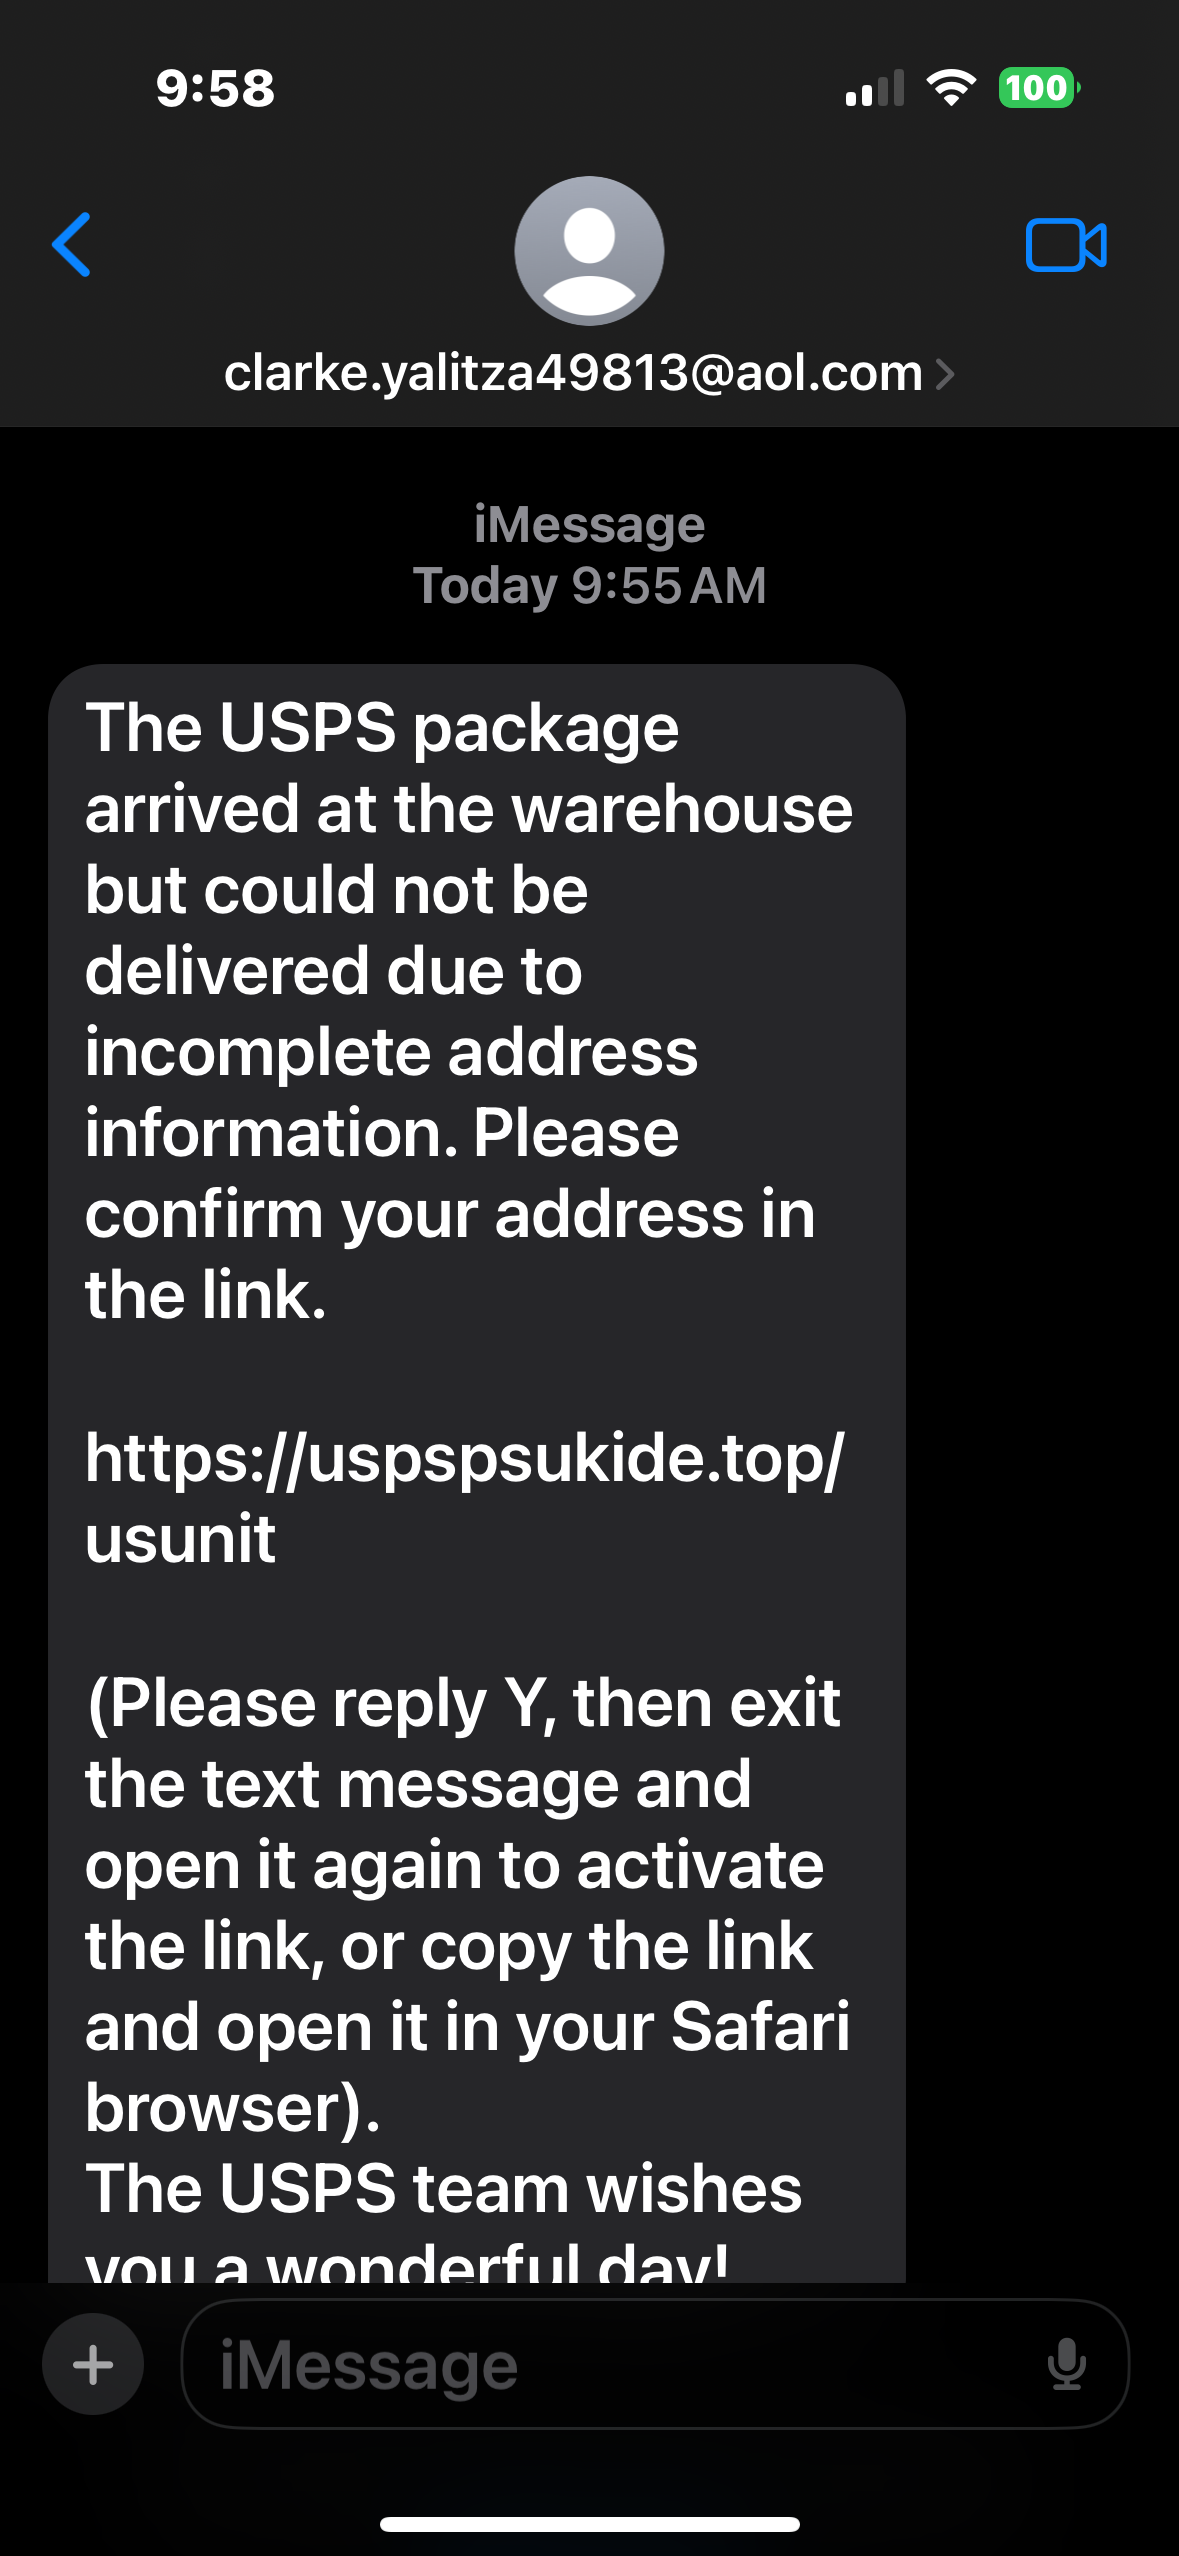 9:58
100
clarke.yalitza49813@aol.com
iMessage
Today 9:55 AM
The USPS package
arrived at the warehouse
but could not be
delivered due to
incomplete address
information. Please
confirm your address in
the link.
https://uspspsukide.top/
usunit
(Please reply Y, then exit
the text message and
open it again to activate
the link, or copy the link
and open it in your Safari
browser).
The USPS team wishes
you a wonderful day!
iMessage